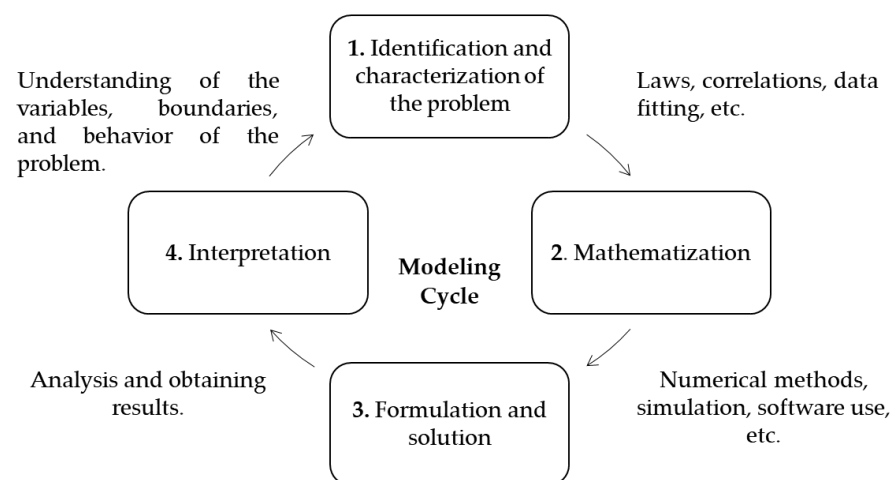 1. Identification and
characterization of
the problem
Understanding of the
variables, boundaries,
and behavior of the
problem.
Laws, correlations, data
fitting, etc.
4. Interpretation
Modeling
Cycle
2. Mathematization
Analysis and obtaining
results.
3. Formulation and
solution
Numerical methods,
simulation, software use,
etc.